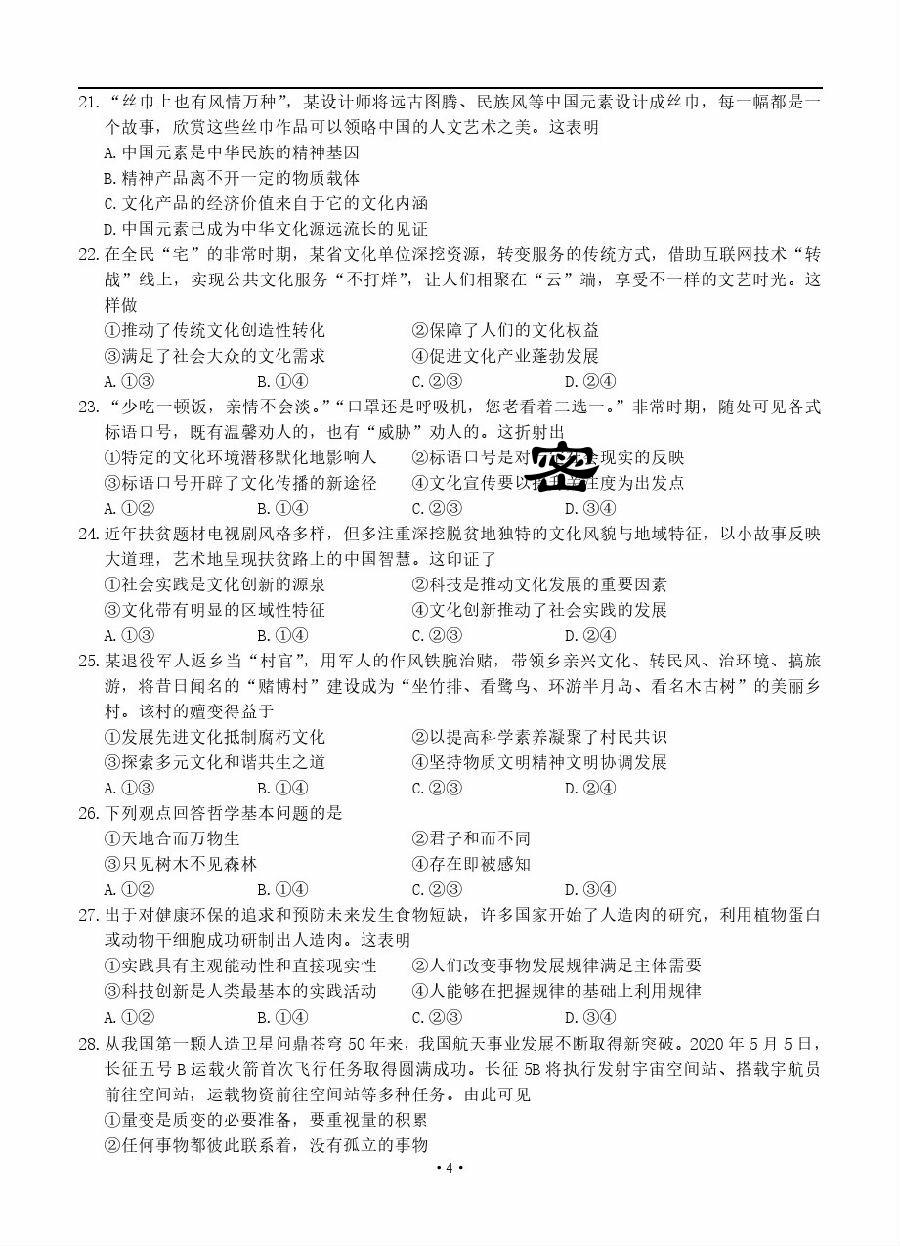 21. “丝巾上也有风情万种”，某设计师将远古图腾、民族风等中国元素设计成丝巾，每一幅都是一
个故事，欣赏这些丝巾作品可以领略中国的人文艺术之美。这表明
A. 中国元素是中华民族的精神基因
B. 精神产品离不开一定的物质载体
C. 文化产品的经济价值来自于它的文化内涵
D. 中国元素已成为中华文化源远流长的见证
22. 在全民“宅”的非常时期，某省文化单位深挖资源，转变服务的传统方式，借助互联网技术“转
战”线上，实现公共文化服务“不打烊”，让人们相聚在“云”端，享受不一样的文艺时光。这
样做
①推动了传统文化创造性转化 ②保障了人们的文化权益
③满足了社会大众的文化需求 ④促进文化产业蓬勃发展
A. ①③ B. ①④ C. ②③ D. ②④
23. “少吃一顿饭，亲情不会淡。”“口罩还是呼吸机，您老看着二选一。”非常时期，随处可见各式
标语口号，既有温馨劝人的，也有“威胁”劝人的。这折射出
①特定的文化环境潜移默化地影响人 ②标语口号是对 会现实的反映
③标语口号开辟了文化传播的新途径 ④文化宣传要以 注度为出发点
密
A. ①② B. ①④ C. ②③ D. ③④
24. 近年扶贫题材电视剧风格多样，但多注重深挖脱贫地独特的文化风貌与地域特征，以小故事反映
大道理，艺术地呈现扶贫路上的中国智慧。这印证了
①社会实践是文化创新的源泉 ②科技是推动文化发展的重要因素
③文化带有明显的区域性特征 ④文化创新推动了社会实践的发展
A. ①③ B. ①④ C. ②③ D. ②④
25. 某退役军人返乡当“村官”，用军人的作风铁腕治赌，带领乡亲兴文化、转民风、治环境、搞旅
游，将昔日闻名的“赌博村”建设成为“坐竹排、看鹭鸟、环游半月岛、看名木古树”的美丽乡
村。该村的嬗变得益于
①发展先进文化抵制腐朽文化 ②以提高科学素养凝聚了村民共识
③探索多元文化和谐共生之道 ④坚持物质文明精神文明协调发展
A. ①③ B. ①④ C. ②③ D. ②④
26. 下列观点回答哲学基本问题的是
①天地合而万物生 ②君子和而不同
③只见树木不见森林 ④存在即被感知
A. ①② B. ①④ C. ②③ D. ③④
27. 出于对健康环保的追求和预防未来发生食物短缺，许多国家开始了人造肉的研究，利用植物蛋白
或动物干细胞成功研制出人造肉。这表明
①实践具有主观能动性和直接现实性 ②人们改变事物发展规律满足主体需要
③科技创新是人类最基本的实践活动 ④人能够在把握规律的基础上利用规律
A. ①② B. ①④ C. ②③ D. ③④
28. 从我国第一颗人造卫星问鼎苍穹 50 年来，我国航天事业发展不断取得新突破。2020 年 5 月 5 日，
长征五号 B 运载火箭首次飞行任务取得圆满成功。长征 5B 将执行发射宇宙空间站、搭载宇航员
前往空间站，运载物资前往空间站等多种任务。由此可见
①量变是质变的必要准备，要重视量的积累
②任何事物都彼此联系着，没有孤立的事物
• 4 •